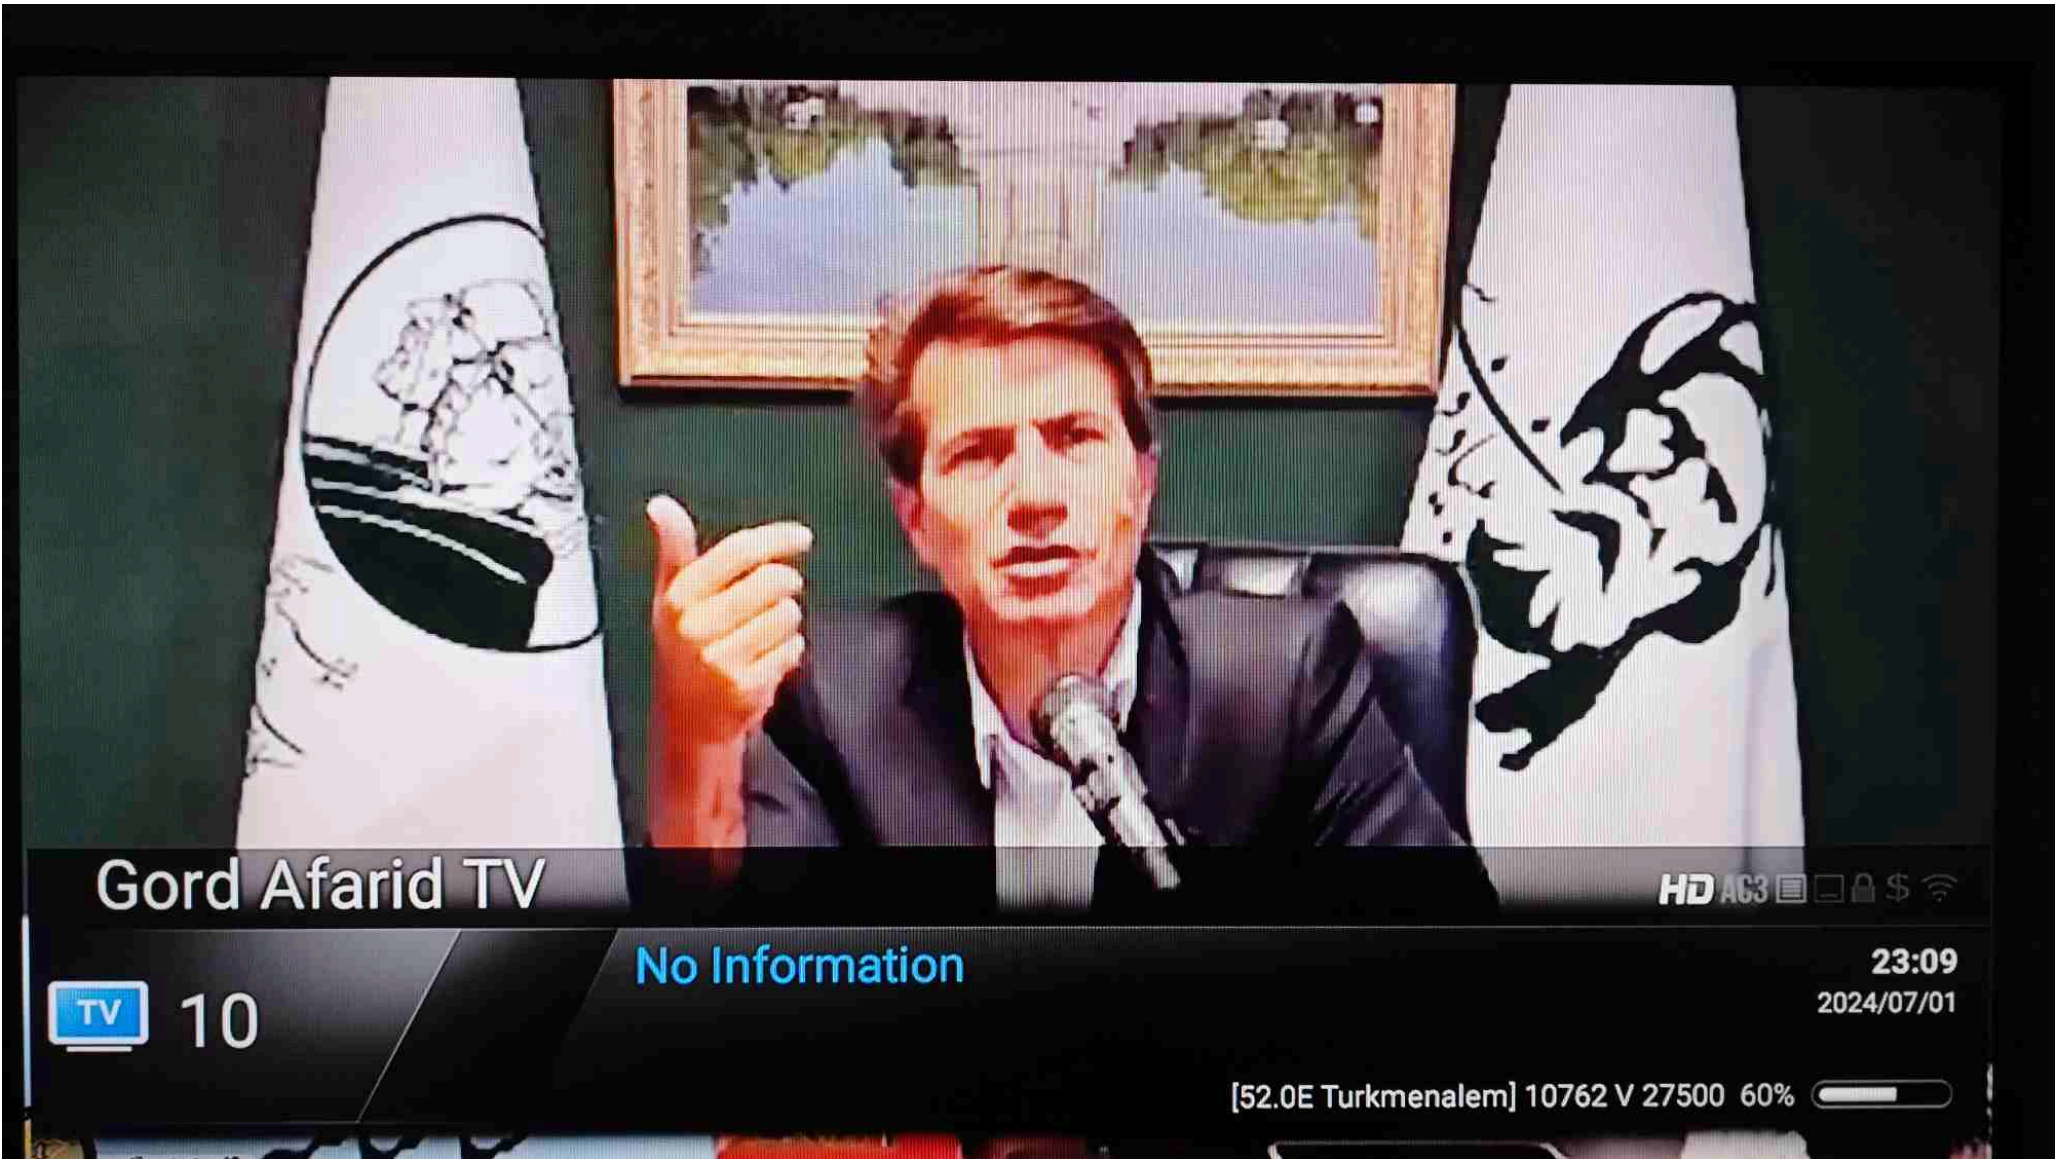 Gord Afarid TV
HD AC3 $
No Information
23:09
TV 10
2024/07/01
[52.0E Turkmenalem] 10762 V 27500 60%